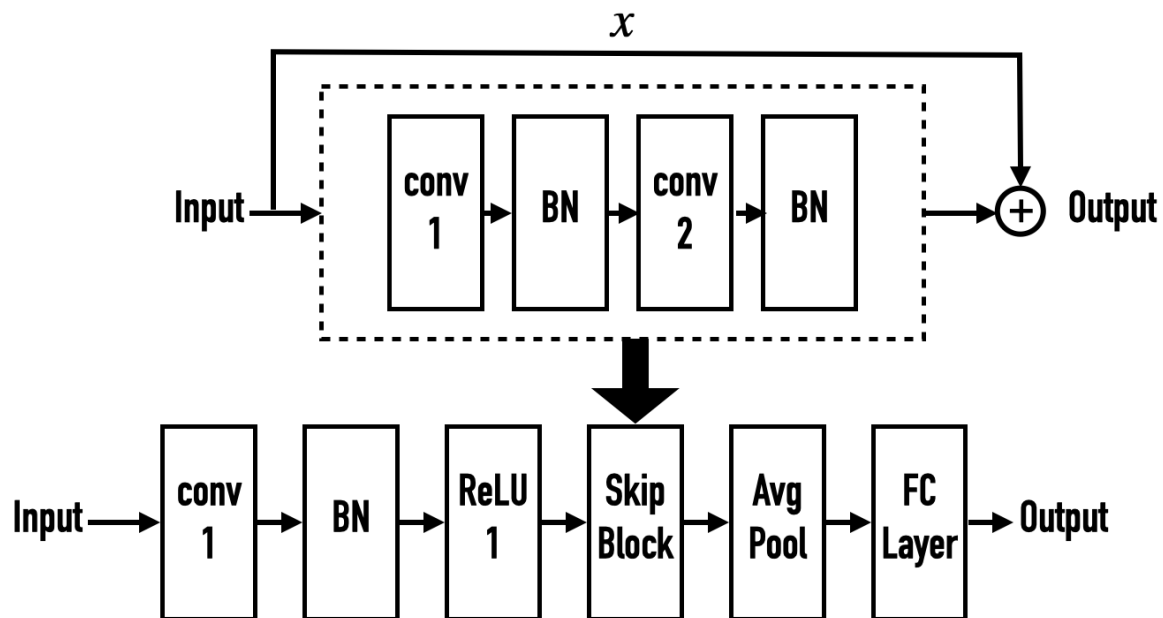 x
Input
conv
1
BN
conv
2
BN
+
Output
Input
conv
1
BN
ReLU
1
Skip
Block
Avg
Pool
FC
Layer
Output